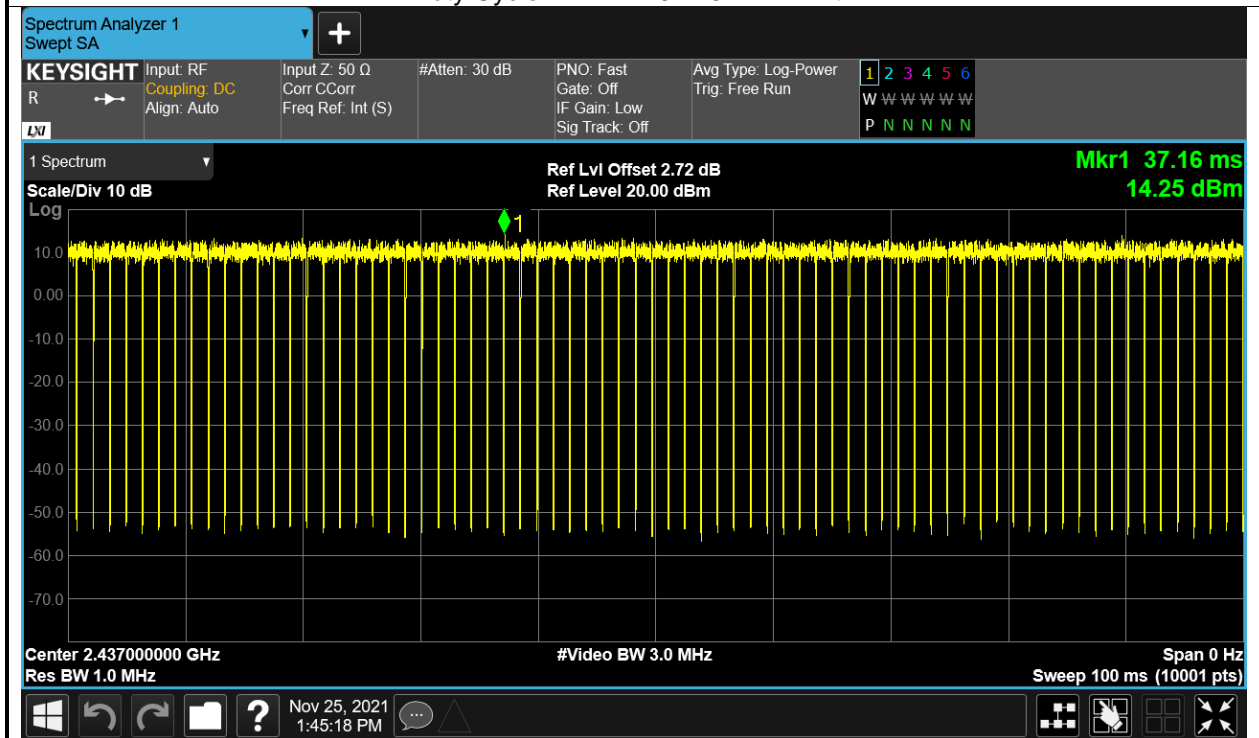 Spectrum Analyzer 1
Swept SA
KEYSIGHT
R
LXI
Input: RF
Coupling: DC
Align: Auto
Input Z: 50 Ω
Corr CCorr
Freq Ref: Int (S)
#Atten: 30 dB
PNO: Fast
Gate: Off
IF Gain: Low
Sig Track: Off
Avg Type: Log-Power
Trig: Free Run
1 2 3 4 5 6
W W W W W W
P N N N N N
1 Spectrum
Scale/Div 10 dB
Ref Lvl Offset 2.72 dB
Ref Level 20.00 dBm
Mkr1 37.16 ms
14.25 dBm
Log
1
10.0
0.00
-10.0
-20.0
-30.0
-40.0
-50.0
-60.0
-70.0
Center 2.437000000 GHz
#Video BW 3.0 MHz
Span 0 Hz
Res BW 1.0 MHz
Sweep 100 ms (10001 pts)
?
Nov 25, 2021
1:45:18 PM